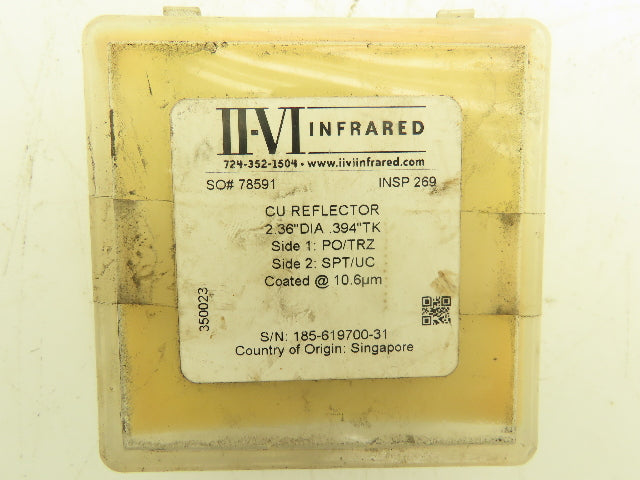 II-VI INFRARED
724-352-1504 • www.iiviinfrared.com
SO# 78591 INSP 269
CU REFLECTOR
2.36"DIA .394"TK
Side 1: PO/TRZ
Side 2: SPT/UC
Coated @ 10.6µm
350023
S/N: 185-619700-31
Country of Origin: Singapore